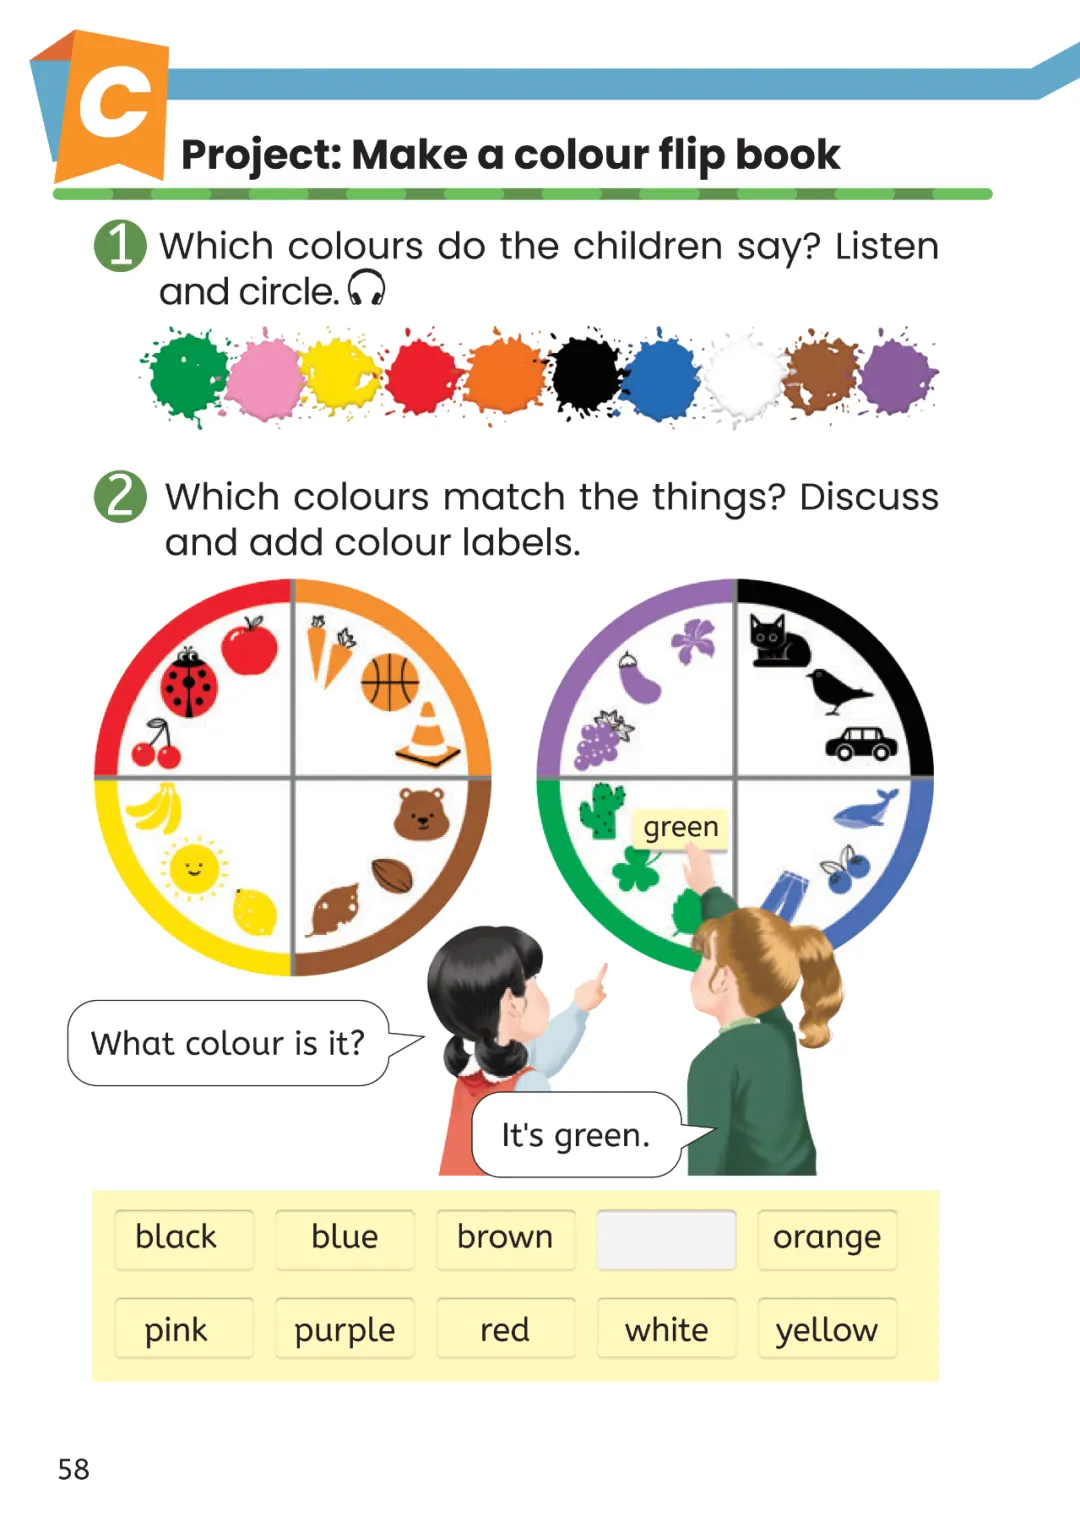 C
Project: Make a colour flip book
1 Which colours do the children say? Listen
and circle.
2 Which colours match the things? Discuss
and add colour labels.
green
What colour is it?
It's green.
black blue brown orange
pink purple red white yellow
58